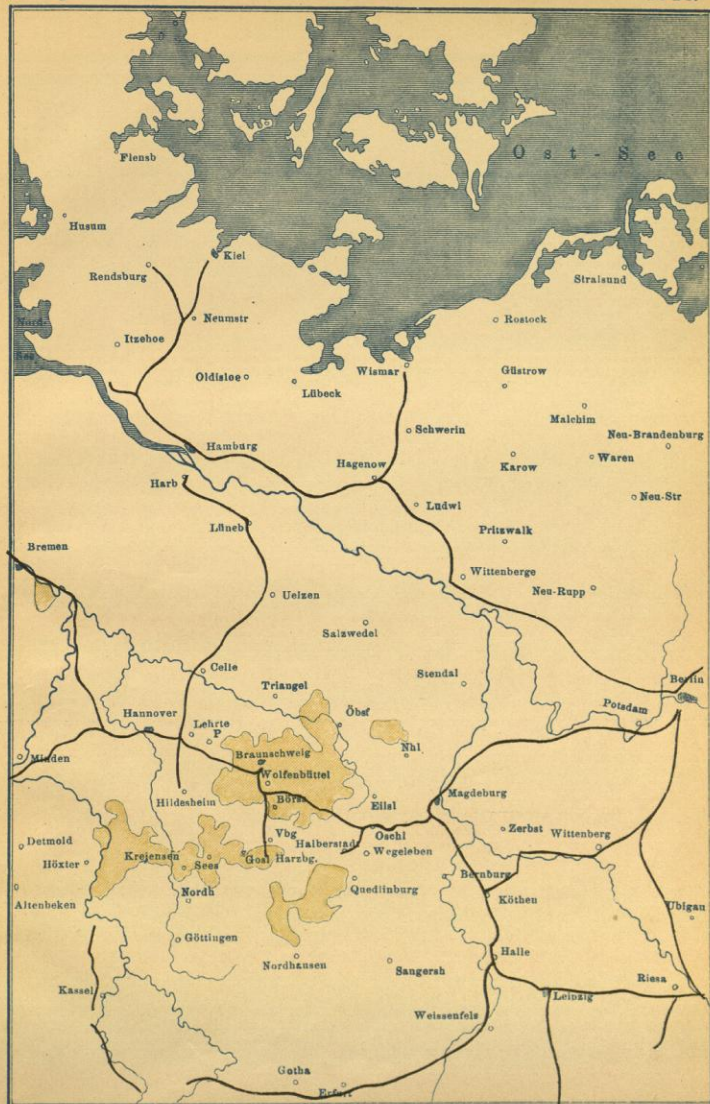 Ost-See
Flensb
Husum
Kiel
Rendsburg
Stralsund
Nord-
See
Neumstr
Rostock
Itzehoe
Wismar
Oldisloe
Lübeck
Güstrow
Malchim
Schwerin
Neu-Brandenburg
Hamburg
Karow
Waren
Hagenow
Harb
Neu-Str
Ludwl
Lüneb
Pritzwalk
Bremen
Wittenberge
Neu-Rupp
Uelzen
Salzwedel
Celle
Stendal
Berlin
Triangel
Potsdam
Hannover
Öbsf
Lehrte
P
Nhl
Minden
Braunschweig
Wolfenbüttel
Hildesheim
Börss
Eilsl
Magdeburg
Oschl
Zerbst
Detmold
Vbg
Halberstadt
Wittenberg
Krejensen
Höxter
Sees
Gosl
Harzbg.
Wegeleben
Bernburg
Altenbeken
Nordh
Quedlinburg
Köthen
Ubigau
Göttingen
Nordhausen
Sangersh
Halle
Kassel
Riesa
Leipzig
Weissenfels
Gotha
Erfurt